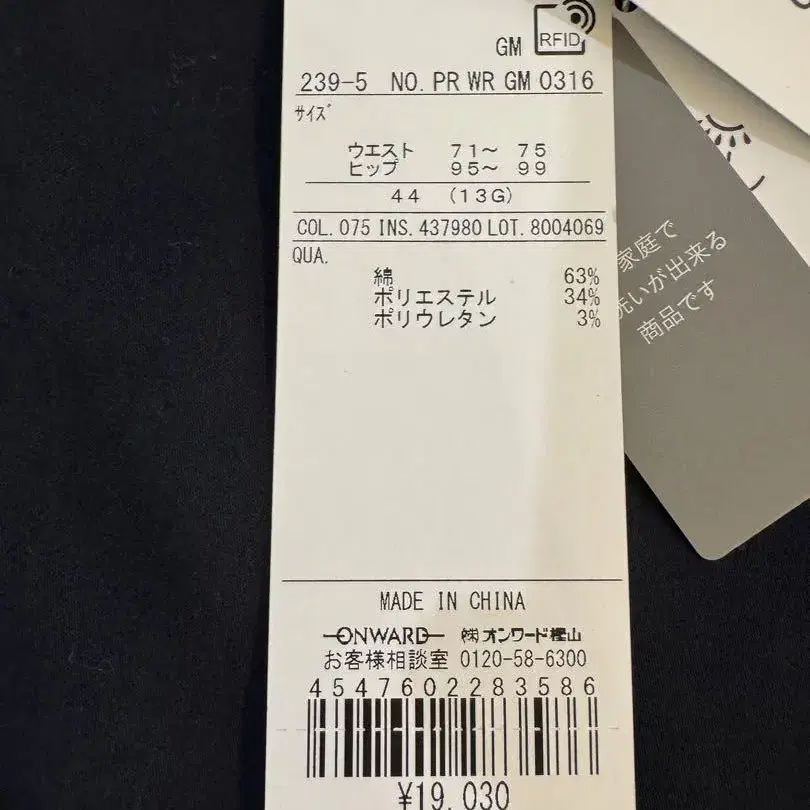 GM
RFID
239-5 NO. PR WR GM 0316
サイズ
ウエスト 71～ 75
ヒップ 95～ 99
44 (13G)
COL. 075 INS. 437980 LOT. 8004069
QUA.
綿 63%
ポリエステル 34%
ポリウレタン 3%
MADE IN CHINA
ONWARD ㈱オンワード樫山
お客様相談室 0120-58-6300
4547602283586
¥19,030
家庭で
洗いが出来る
商品です